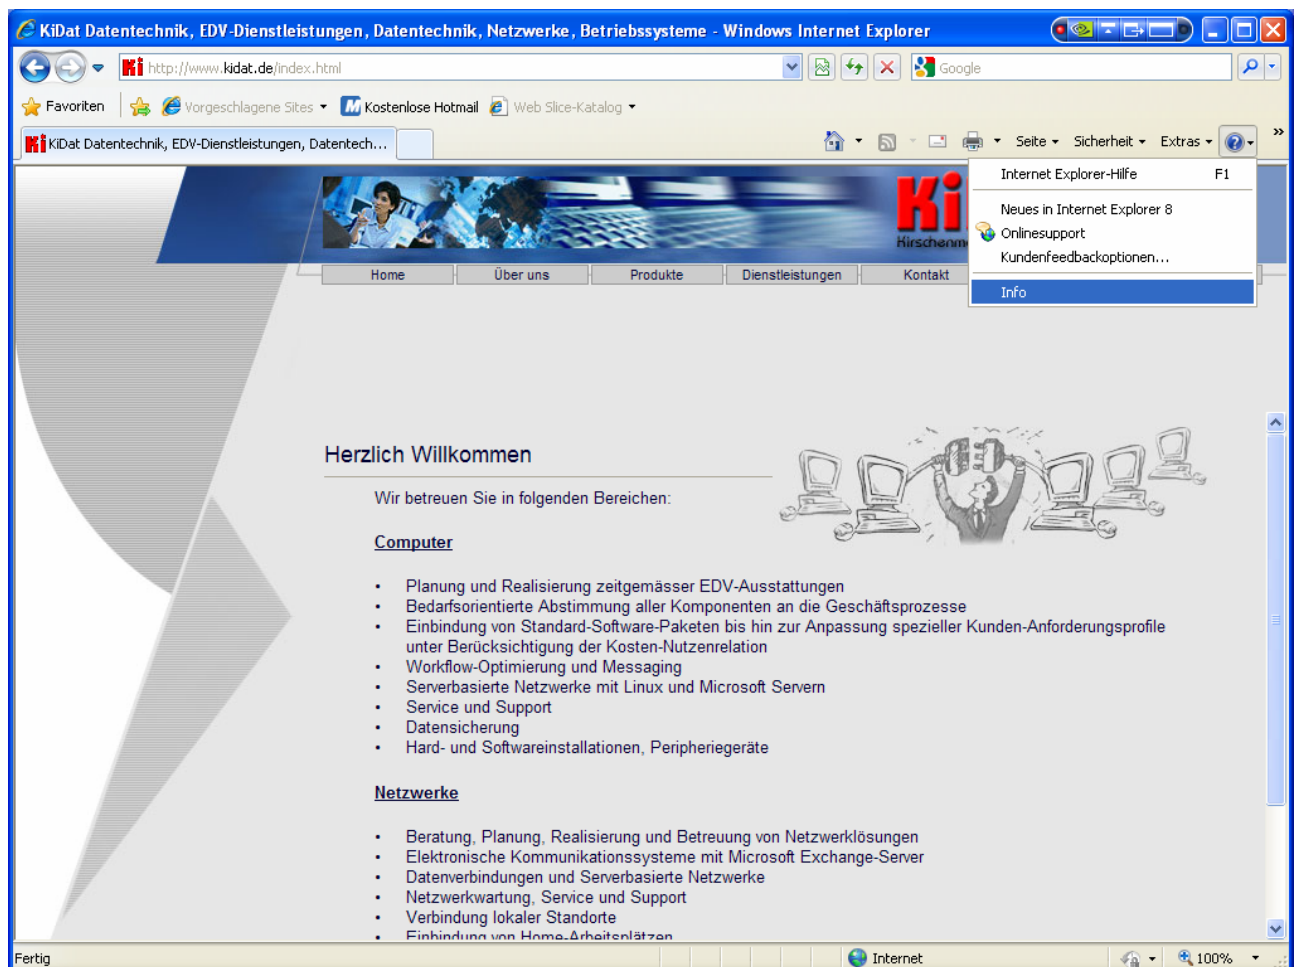 KiDat Datentechnik, EDV-Dienstleistungen, Datentechnik, Netzwerke, Betriebssysteme - Windows Internet Explorer
Ki http://www.kidat.de/index.html Google
Favoriten Vorgeschlagene Sites Kostenlose Hotmail Web Slice-Katalog
Ki KiDat Datentechnik, EDV-Dienstleistungen, Datentech... Seite Sicherheit Extras »
Internet Explorer-Hilfe F1
Neues in Internet Explorer 8
Onlinesupport
Kundenfeedbackoptionen...
Info
Ki
Home Über uns Produkte Dienstleistungen Kontakt
Herzlich Willkommen
Wir betreuen Sie in folgenden Bereichen:
Computer
• Planung und Realisierung zeitgemässer EDV-Ausstattungen
• Bedarfsorientierte Abstimmung aller Komponenten an die Geschäftsprozesse
• Einbindung von Standard-Software-Paketen bis hin zur Anpassung spezieller Kunden-Anforderungsprofile
unter Berücksichtigung der Kosten-Nutzenrelation
• Workflow-Optimierung und Messaging
• Serverbasierte Netzwerke mit Linux und Microsoft Servern
• Service und Support
• Datensicherung
• Hard- und Softwareinstallationen, Peripheriegeräte
Netzwerke
• Beratung, Planung, Realisierung und Betreuung von Netzwerklösungen
• Elektronische Kommunikationssysteme mit Microsoft Exchange-Server
• Datenverbindungen und Serverbasierte Netzwerke
• Netzwerkwartung, Service und Support
• Verbindung lokaler Standorte
• Einbindung von Home-Arbeitsplätzen
Fertig Internet 100%